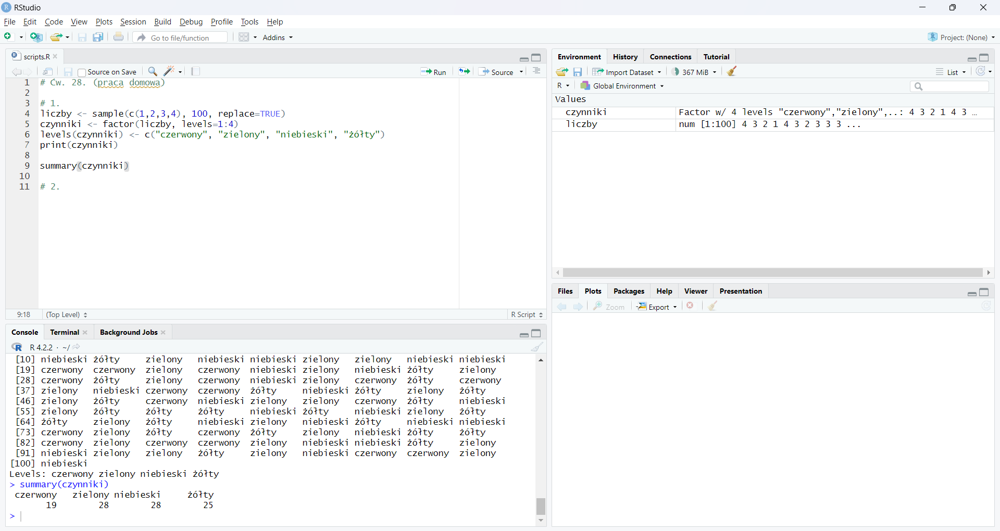 RStudio
File Edit Code View Plots Session Build Debug Profile Tools Help
Go to file/function Addins Project: (None)
scripts.R
Source on Save Run Source
1 # Ćw. 28. (praca domowa)
2
3 # 1.
4 liczby <- sample(c(1,2,3,4), 100, replace=TRUE)
5 czynniki <- factor(liczby, levels=1:4)
6 levels(czynniki) <- c("czerwony", "zielony", "niebieski", "żółty")
7 print(czynniki)
8
9 summary(czynniki)
10
11 # 2.
9:18 (Top Level) R Script
Console Terminal Background Jobs
R 4.2.2 · ~/
[10] niebieski żółty zielony niebieski niebieski zielony zielony niebieski niebieski
[19] czerwony czerwony zielony czerwony niebieski zielony niebieski żółty zielony
[28] czerwony żółty zielony czerwony niebieski zielony czerwony żółty czerwony
[37] zielony niebieski czerwony czerwony żółty niebieski żółty zielony żółty
[46] zielony żółty czerwony niebieski zielony zielony czerwony żółty niebieski
[55] zielony żółty żółty żółty niebieski żółty niebieski zielony żółty
[64] żółty zielony żółty niebieski zielony niebieski żółty niebieski niebieski
[73] czerwony zielony żółty czerwony żółty zielony niebieski żółty żółty
[82] czerwony zielony czerwony czerwony zielony niebieski niebieski żółty zielony
[91] niebieski zielony zielony żółty zielony niebieski czerwony czerwony zielony
[100] niebieski
Levels: czerwony zielony niebieski żółty
> summary(czynniki)
czerwony zielony niebieski żółty
19 28 28 25
>
Environment History Connections Tutorial
Import Dataset 367 MiB List
R Global Environment
Values
czynniki Factor w/ 4 levels "czerwony","zielony",..: 4 3 2 1 4 3 …
liczby num [1:100] 4 3 2 1 4 3 2 3 3 3 ...
Files Plots Packages Help Viewer Presentation
Zoom Export